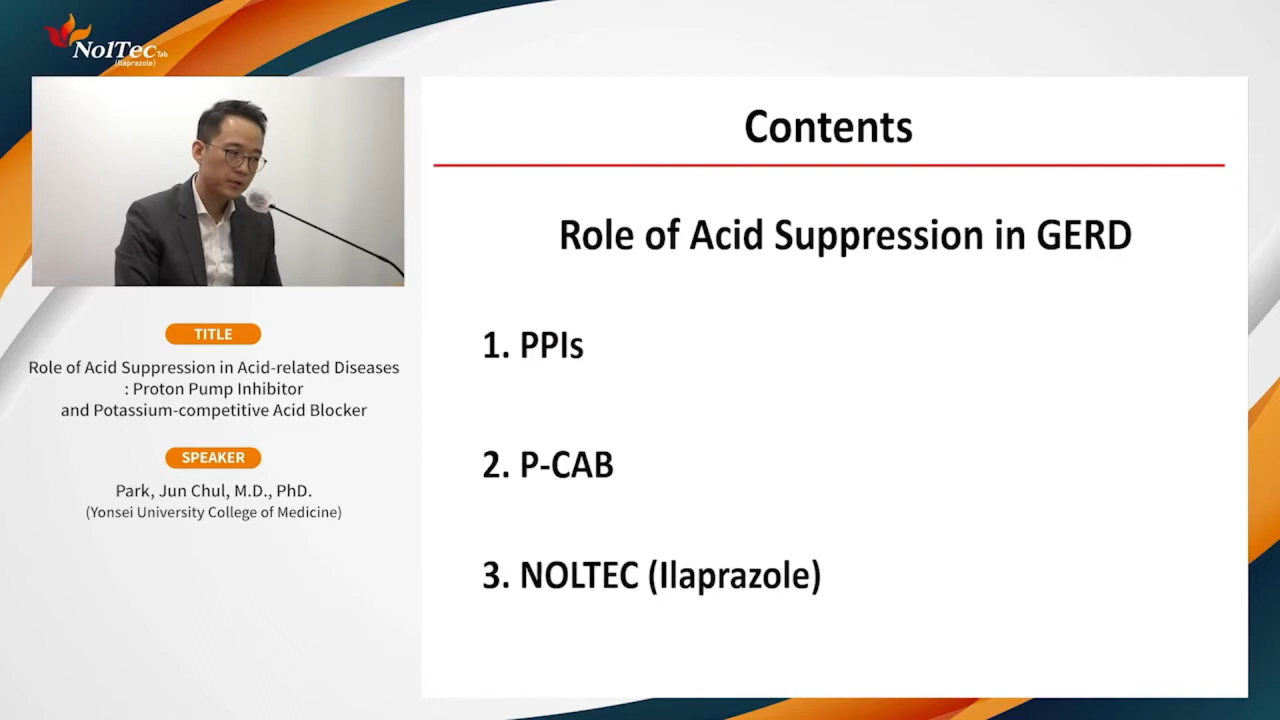 NolTec Tab
(Ilaprazole)
TITLE
Role of Acid Suppression in Acid-related Diseases
: Proton Pump Inhibitor
and Potassium-competitive Acid Blocker
SPEAKER
Park, Jun Chul, M.D., PhD.
(Yonsei University College of Medicine)
Contents
Role of Acid Suppression in GERD
1. PPIs
2. P-CAB
3. NOLTEC (Ilaprazole)